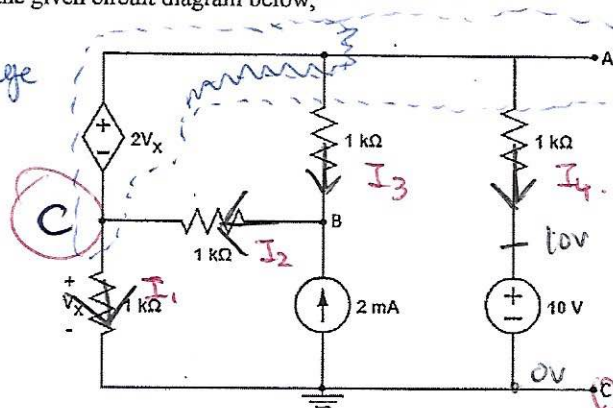 the given circuit diagram below,
ge
A
+
-
2Vx
1 kΩ
I3
1 kΩ
I4
C
1 kΩ
I2
B
10V
+
Vx
-
1 kΩ
I1
2 mA
+
-
10 V
0V
C